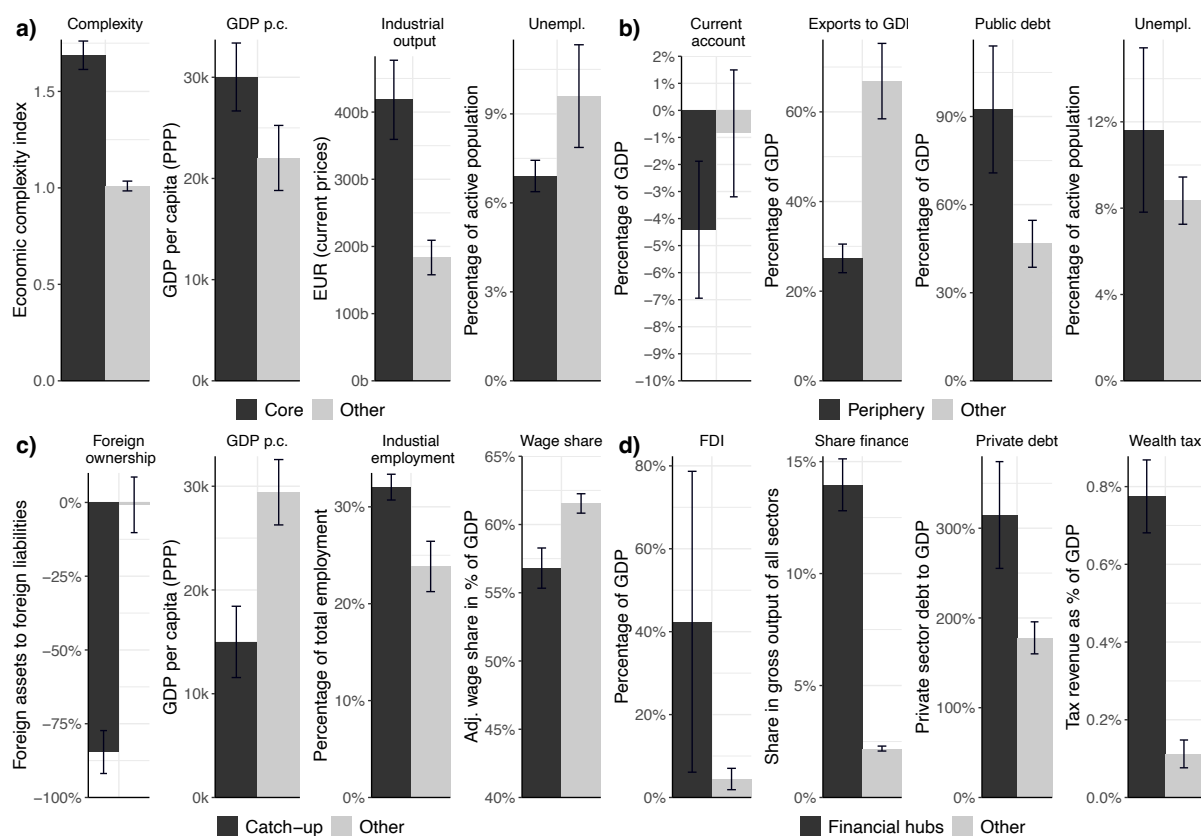 a)
Complexity
Economic complexity index
1.5
1.0
0.5
0.0
GDP p.c.
GDP per capita (PPP)
30k
20k
10k
0k
Industrial
output
EUR (current prices)
400b
300b
200b
100b
0b
Unempl.
Percentage of active population
9%
6%
3%
0%
Core Other
b)
Current
account
Percentage of GDP
2%
1%
0%
−1%
−2%
−3%
−4%
−5%
−6%
−7%
−8%
−9%
−10%
Exports to GD
Percentage of GDP
60%
40%
20%
0%
Public debt
Percentage of GDP
90%
60%
30%
0%
Unempl.
Percentage of active population
12%
8%
4%
0%
Periphery Other
c)
Foreign
ownership
Foreign assets to foreign liabilities
0%
−25%
−50%
−75%
−100%
GDP p.c.
GDP per capita (PPP)
30k
20k
10k
0k
Industial
employment
Percentage of total employment
30%
20%
10%
0%
Wage share
Adj. wage share in % of GDP
65%
60%
55%
50%
45%
40%
Catch−up Other
d)
FDI
Percentage of GDP
80%
60%
40%
20%
0%
Share finance
Share in gross output of all sectors
15%
10%
5%
0%
Private debt
Private sector debt to GDP
300%
200%
100%
0%
Wealth tax
Tax revenue as % of GDP
0.8%
0.6%
0.4%
0.2%
0.0%
Financial hubs Other